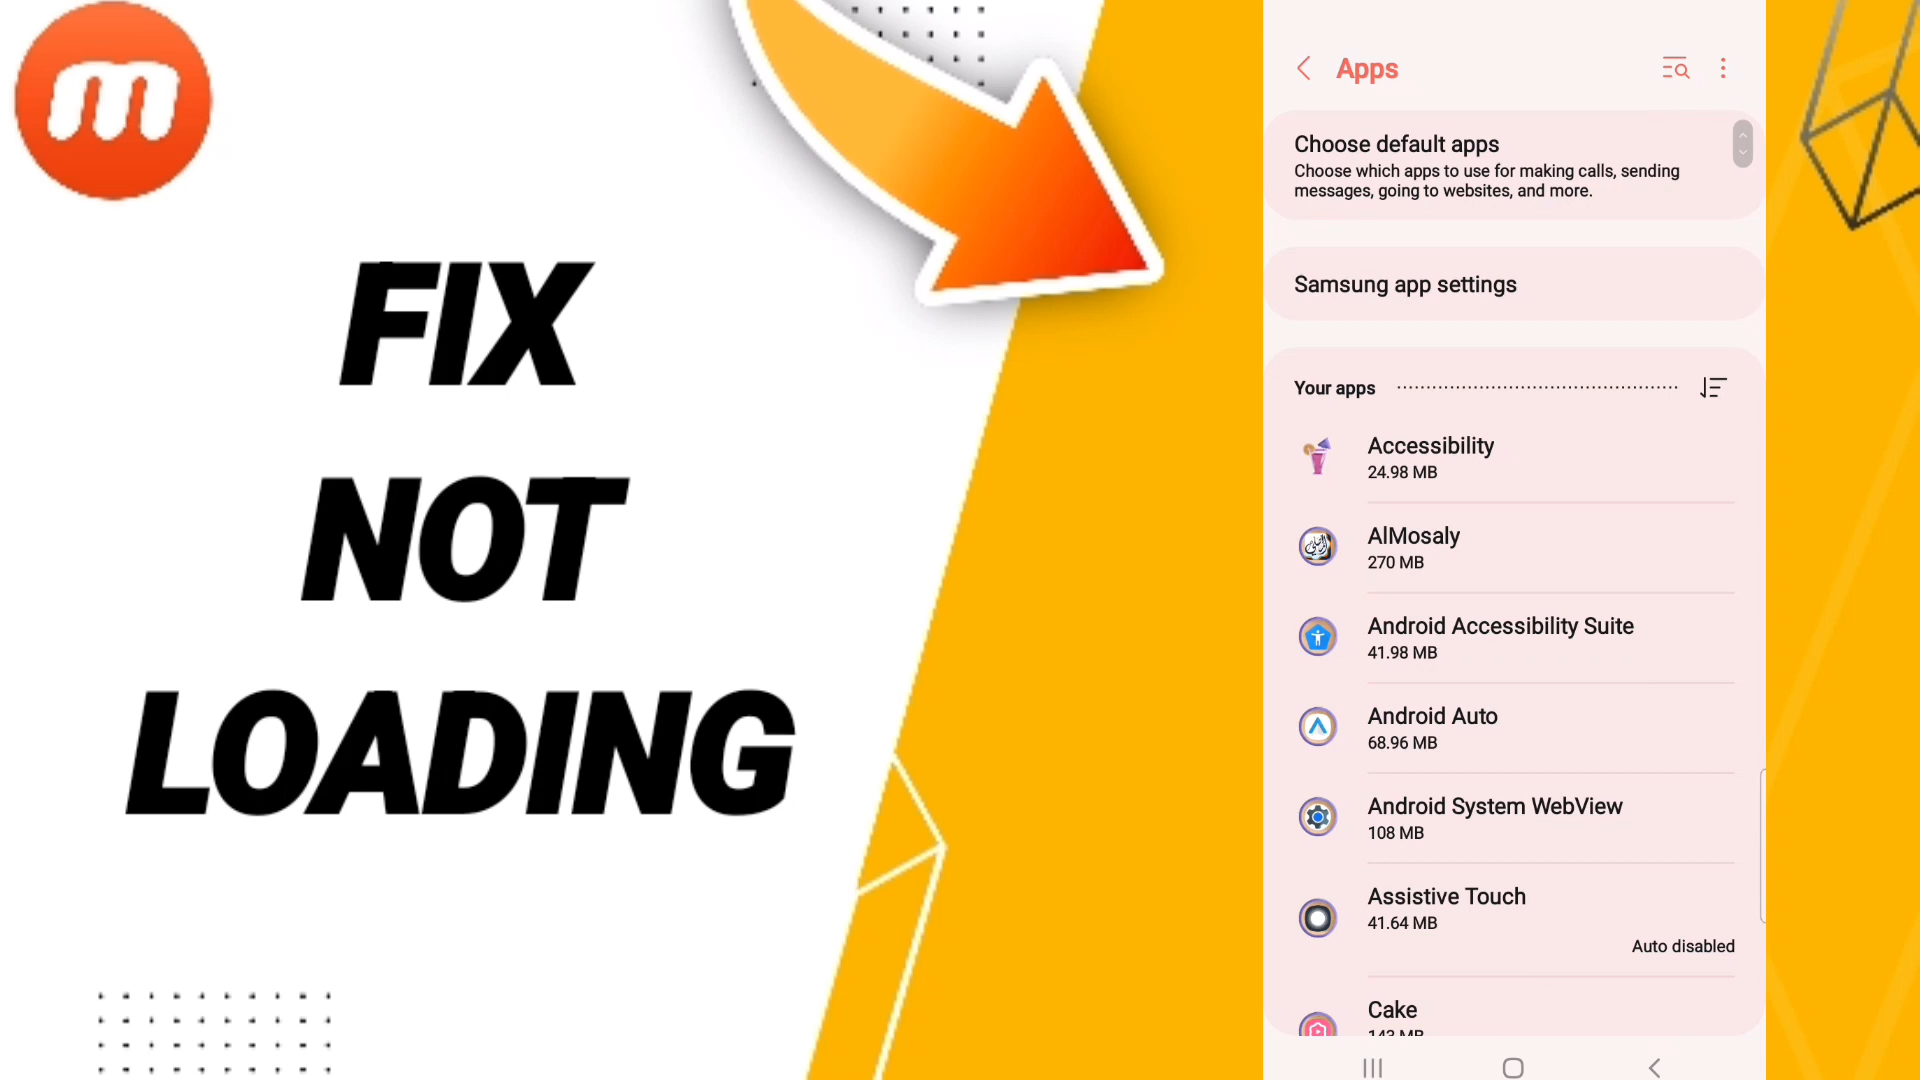 m
FIX
NOT
LOADING
Apps
Choose default apps
Choose which apps to use for making calls, sending
messages, going to websites, and more.
Samsung app settings
Your apps
Accessibility
24.98 MB
AlMosaly
270 MB
Android Accessibility Suite
41.98 MB
Android Auto
68.96 MB
Android System WebView
108 MB
Assistive Touch
41.64 MB
Auto disabled
Cake
143 MB